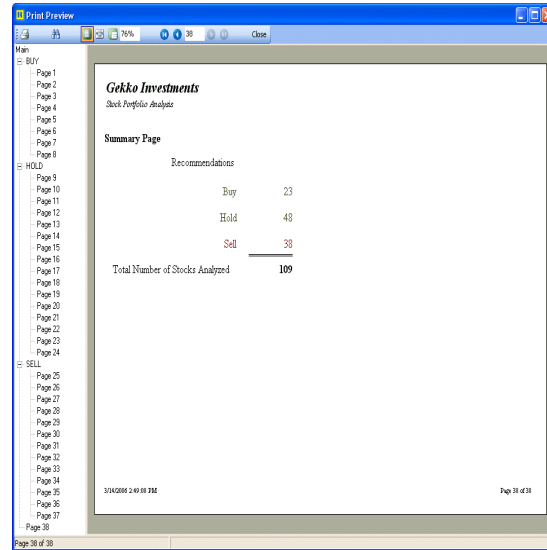 Print Preview
76% 38 Close
Main
BUY
Page 1
Page 2
Page 3
Page 4
Page 5
Page 6
Page 7
Page 8
HOLD
Page 9
Page 10
Page 11
Page 12
Page 13
Page 14
Page 15
Page 16
Page 17
Page 18
Page 19
Page 20
Page 21
Page 22
Page 23
Page 24
SELL
Page 25
Page 26
Page 27
Page 28
Page 29
Page 30
Page 31
Page 32
Page 33
Page 34
Page 35
Page 36
Page 37
Page 38
Gekko Investments
Stock Portfolio Analysis
Summary Page
Recommendations
Buy 23
Hold 48
Sell 38
Total Number of Stocks Analyzed 109
3/14/2006 2:49:08 PM Page 38 of 38
Page 38 of 38